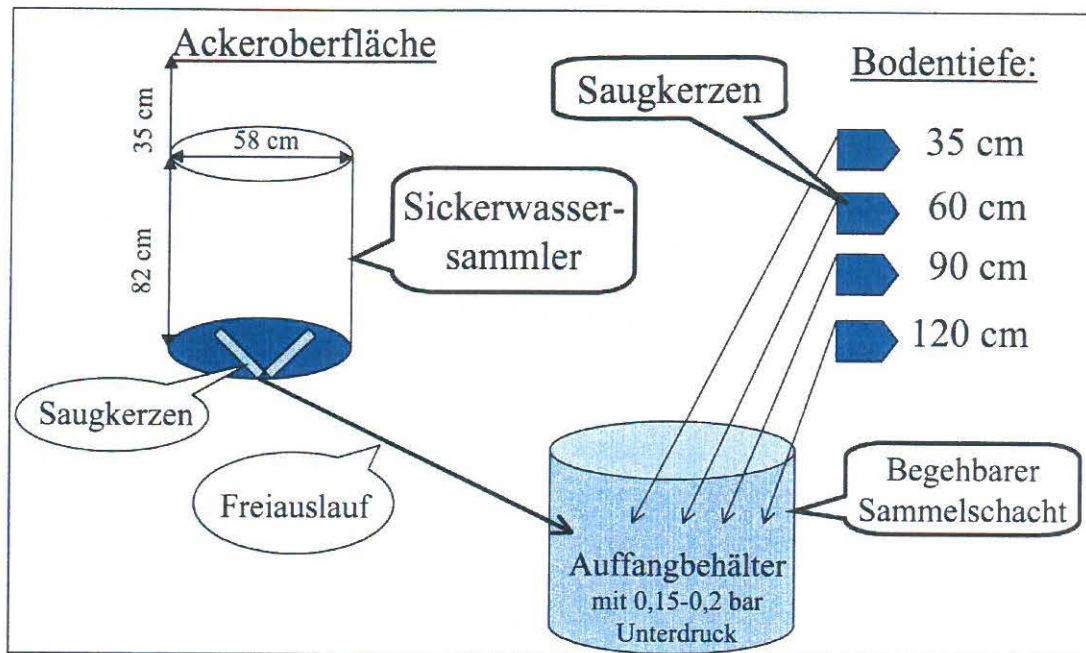 Ackeroberfläche
35 cm
58 cm
82 cm
Sickerwasser-
sammler
Saugkerzen
Freiauslauf
Saugkerzen
Bodentiefe:
35 cm
60 cm
90 cm
120 cm
Begehbarer
Sammelschacht
Auffangbehälter
mit 0,15-0,2 bar
Unterdruck